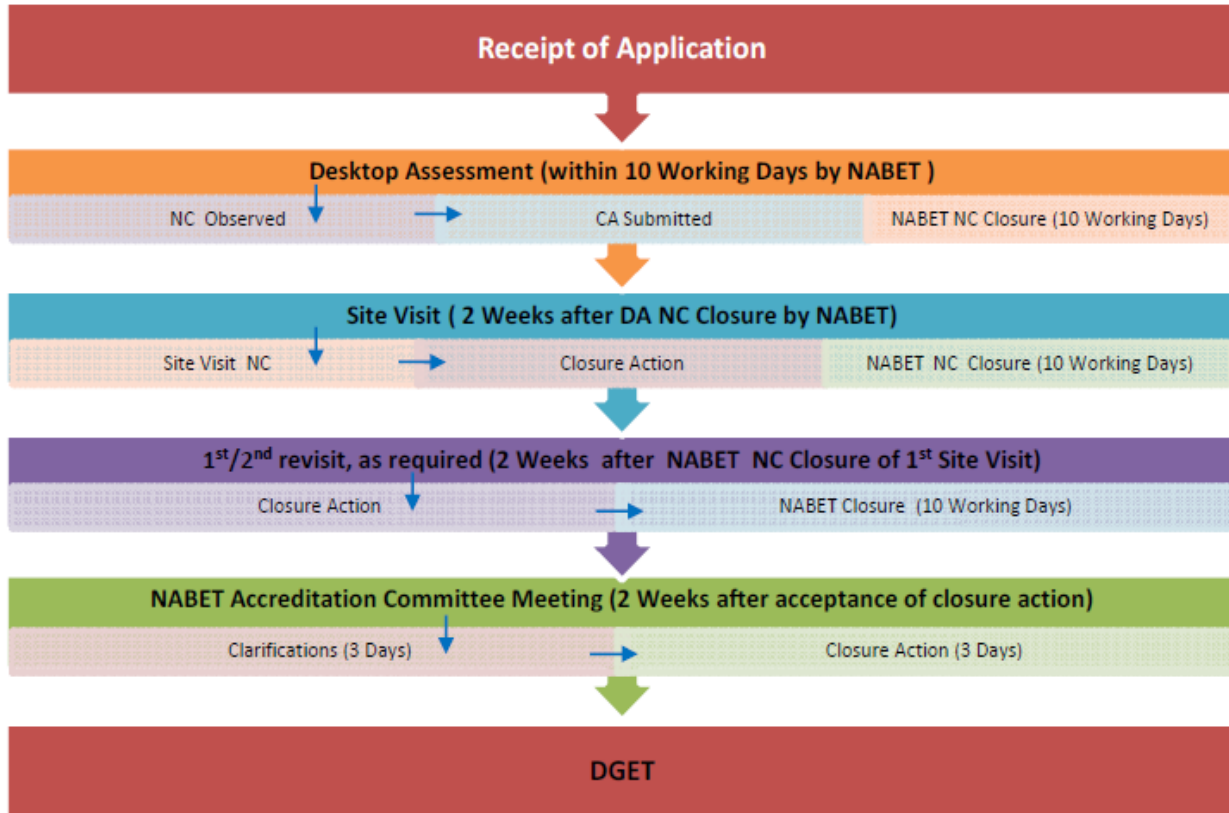 Receipt of Application
Desktop Assessment (within 10 Working Days by NABET )
NC Observed
CA Submitted
NABET NC Closure (10 Working Days)
Site Visit ( 2 Weeks after DA NC Closure by NABET)
Site Visit NC
Closure Action
NABET NC Closure (10 Working Days)
1st/2nd revisit, as required (2 Weeks after NABET NC Closure of 1st Site Visit)
Closure Action
NABET Closure (10 Working Days)
NABET Accreditation Committee Meeting (2 Weeks after acceptance of closure action)
Clarifications (3 Days)
Closure Action (3 Days)
DGET